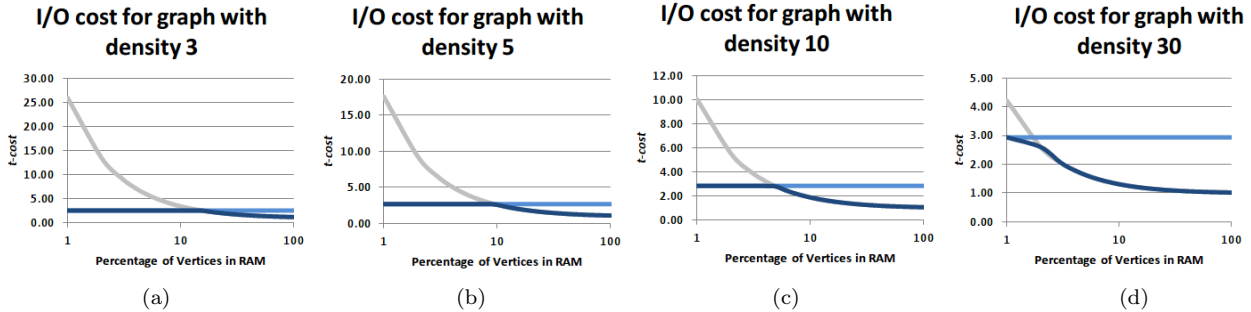 I/O cost for graph with
density 3
t-cost
30.00
25.00
20.00
15.00
10.00
5.00
0.00
1
10
100
Percentage of Vertices in RAM
(a)
I/O cost for graph with
density 5
t-cost
20.00
15.00
10.00
5.00
0.00
1
10
100
Percentage of Vertices in RAM
(b)
I/O cost for graph with
density 10
t-cost
12.00
10.00
8.00
6.00
4.00
2.00
0.00
1
10
100
Percentage of Vertices in RAM
(c)
I/O cost for graph with
density 30
t-cost
5.00
4.00
3.00
2.00
1.00
0.00
1
10
100
Percentage of Vertices in RAM
(d)